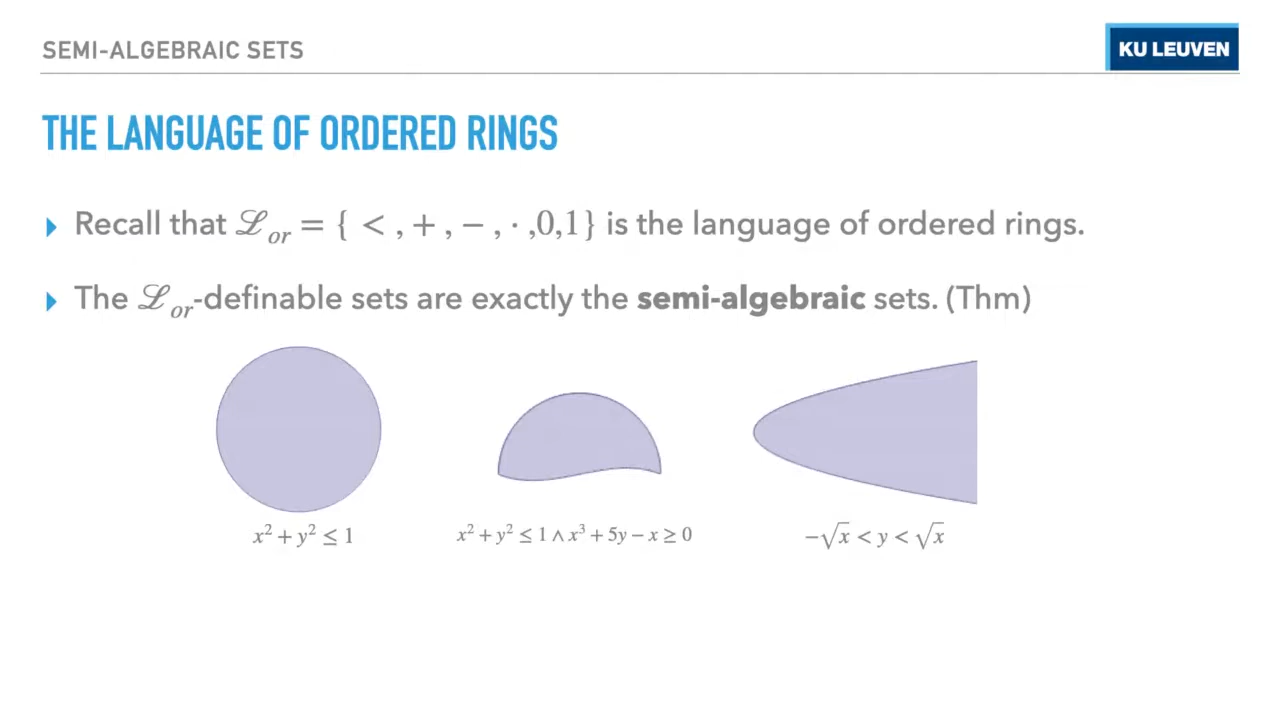 SEMI-ALGEBRAIC SETS
KU LEUVEN
THE LANGUAGE OF ORDERED RINGS
Recall that ℒ_or = { < , + , − , · ,0,1} is the language of ordered rings.
The ℒ_or-definable sets are exactly the semi-algebraic sets. (Thm)
x² + y² ≤ 1
x² + y² ≤ 1 ∧ x³ + 5y − x ≥ 0
−√x < y < √x